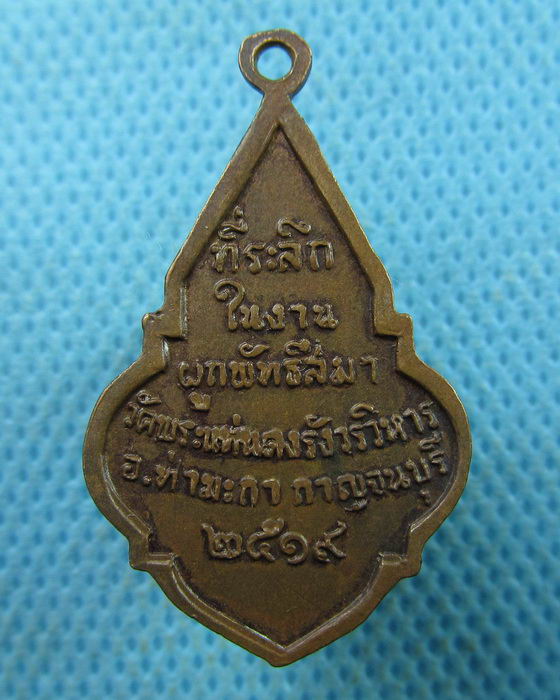 ที่ระลึก
ในงาน
ผูกพัทธสีมา
วัดพระแท่นดงรังวรวิหาร
อ.ท่ามะกา กาญจนบุรี
๒๕๑๙